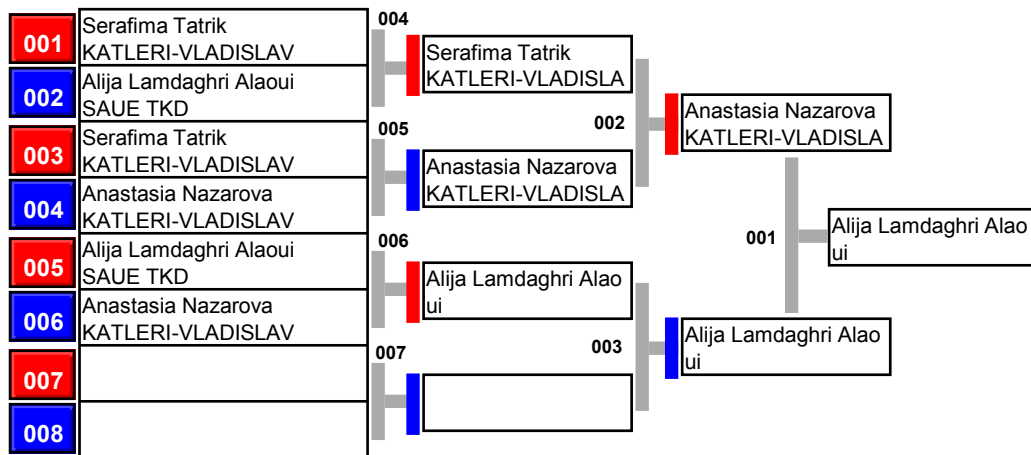 001
Serafima Tatrik
KATLERI-VLADISLAV
002
Alija Lamdaghri Alaoui
SAUE TKD
003
Serafima Tatrik
KATLERI-VLADISLAV
004
Anastasia Nazarova
KATLERI-VLADISLAV
005
Alija Lamdaghri Alaoui
SAUE TKD
006
Anastasia Nazarova
KATLERI-VLADISLAV
007
008
004
Serafima Tatrik
KATLERI-VLADISLA
005
Anastasia Nazarova
KATLERI-VLADISLA
006
Alija Lamdaghri Alao
ui
007
002
Anastasia Nazarova
KATLERI-VLADISLA
003
Alija Lamdaghri Alao
ui
001
Alija Lamdaghri Alao
ui